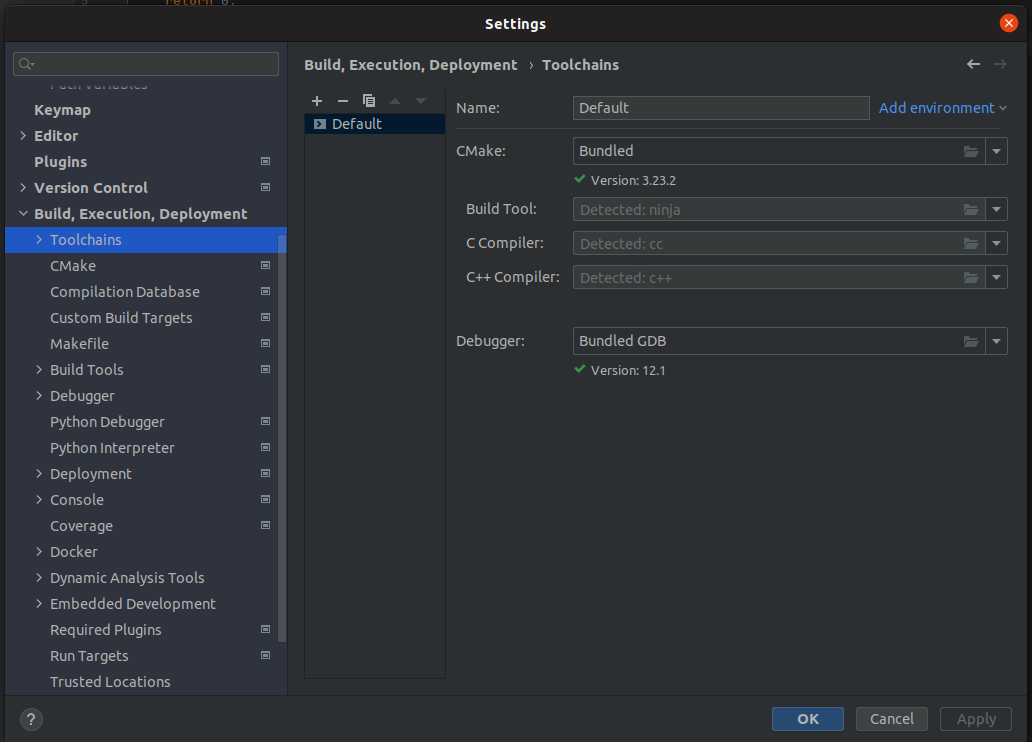 return 0;
Settings
Path Variables
Keymap
Editor
Plugins
Version Control
Build, Execution, Deployment
Toolchains
CMake
Compilation Database
Custom Build Targets
Makefile
Build Tools
Debugger
Python Debugger
Python Interpreter
Deployment
Console
Coverage
Docker
Dynamic Analysis Tools
Embedded Development
Required Plugins
Run Targets
Trusted Locations
Build, Execution, Deployment › Toolchains
Default
Name: Default Add environment
CMake: Bundled
Version: 3.23.2
Build Tool: Detected: ninja
C Compiler: Detected: cc
C++ Compiler: Detected: c++
Debugger: Bundled GDB
Version: 12.1
? OK Cancel Apply